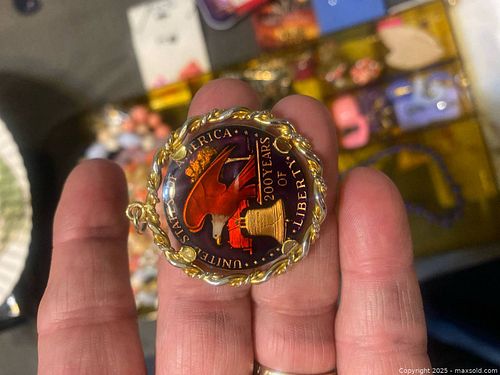 UNITED STATES OF AMERICA
200 YEARS
OF
LIBERTY
Copyright 2025 - maxsold.com